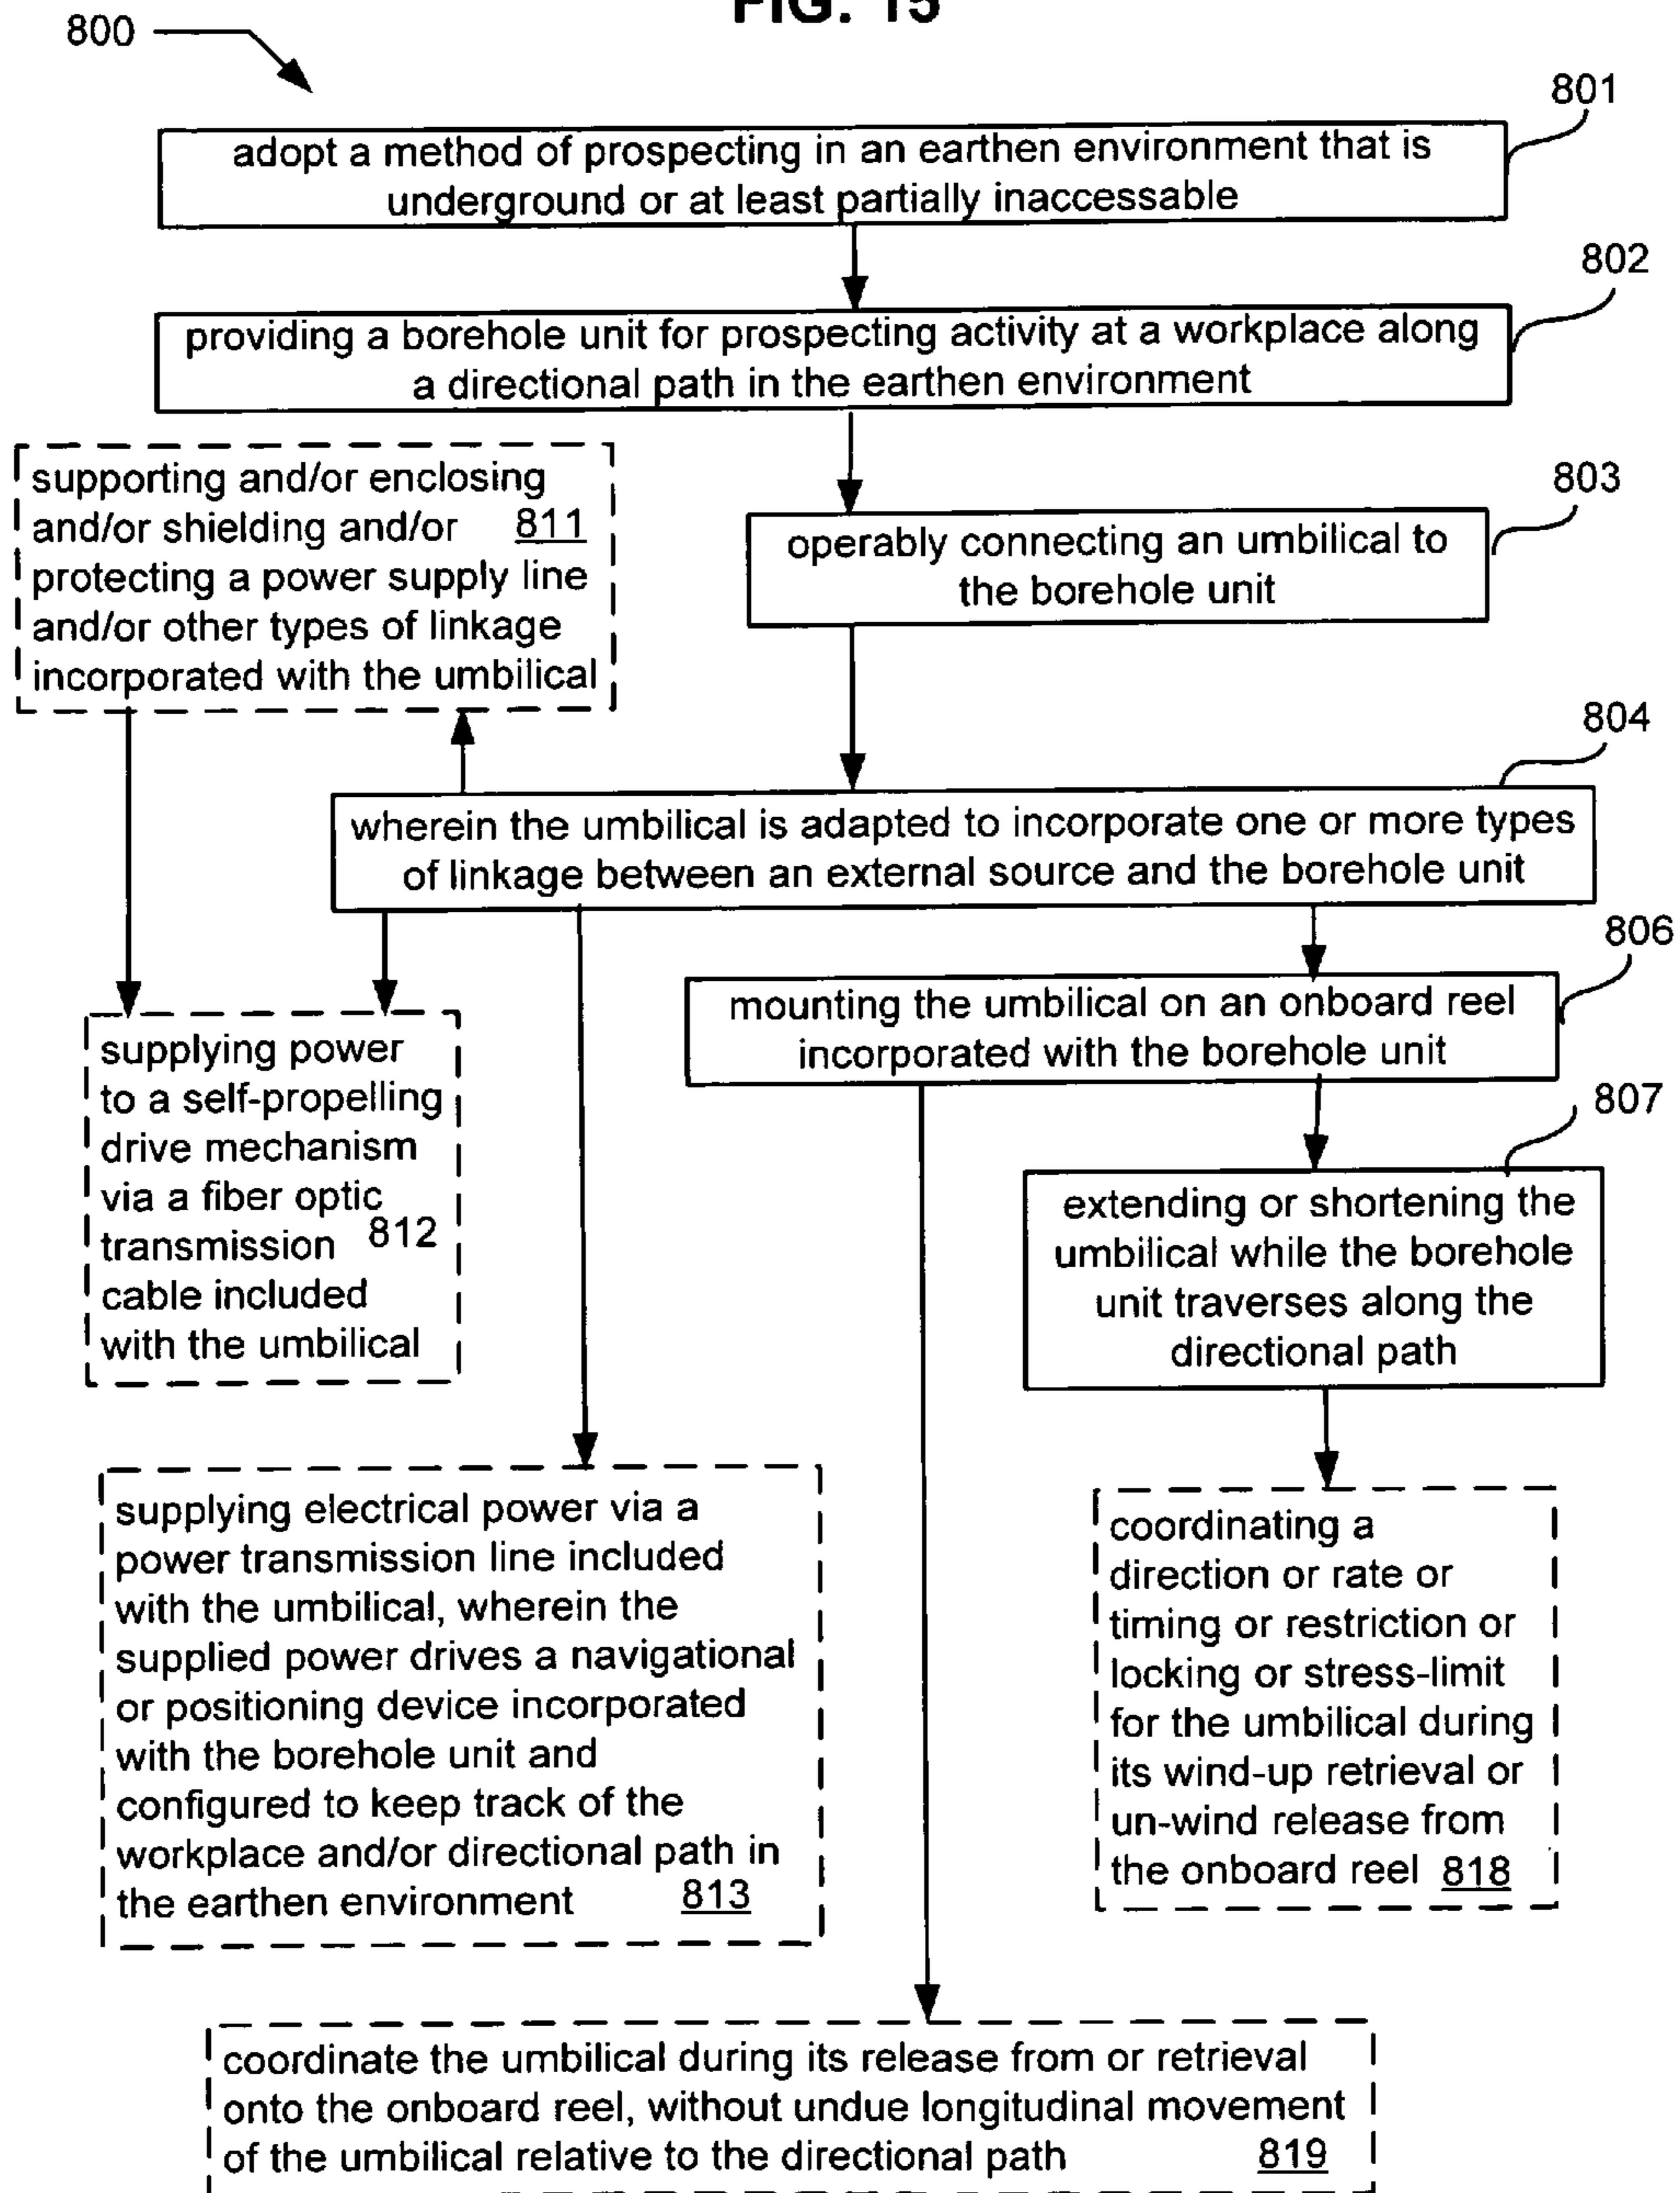 FIG. 15
800
801
adopt a method of prospecting in an earthen environment that is
underground or at least partially inaccessable
802
providing a borehole unit for prospecting activity at a workplace along
a directional path in the earthen environment
supporting and/or enclosing
and/or shielding and/or 811
protecting a power supply line
and/or other types of linkage
incorporated with the umbilical
803
operably connecting an umbilical to
the borehole unit
804
wherein the umbilical is adapted to incorporate one or more types
of linkage between an external source and the borehole unit
806
mounting the umbilical on an onboard reel
incorporated with the borehole unit
supplying power
to a self-propelling
drive mechanism
via a fiber optic
transmission 812
cable included
with the umbilical
807
extending or shortening the
umbilical while the borehole
unit traverses along the
directional path
supplying electrical power via a
power transmission line included
with the umbilical, wherein the
supplied power drives a navigational
or positioning device incorporated
with the borehole unit and
configured to keep track of the
workplace and/or directional path in
the earthen environment 813
coordinating a
direction or rate or
timing or restriction or
locking or stress-limit
for the umbilical during
its wind-up retrieval or
un-wind release from
the onboard reel 818
coordinate the umbilical during its release from or retrieval
onto the onboard reel, without undue longitudinal movement
of the umbilical relative to the directional path 819